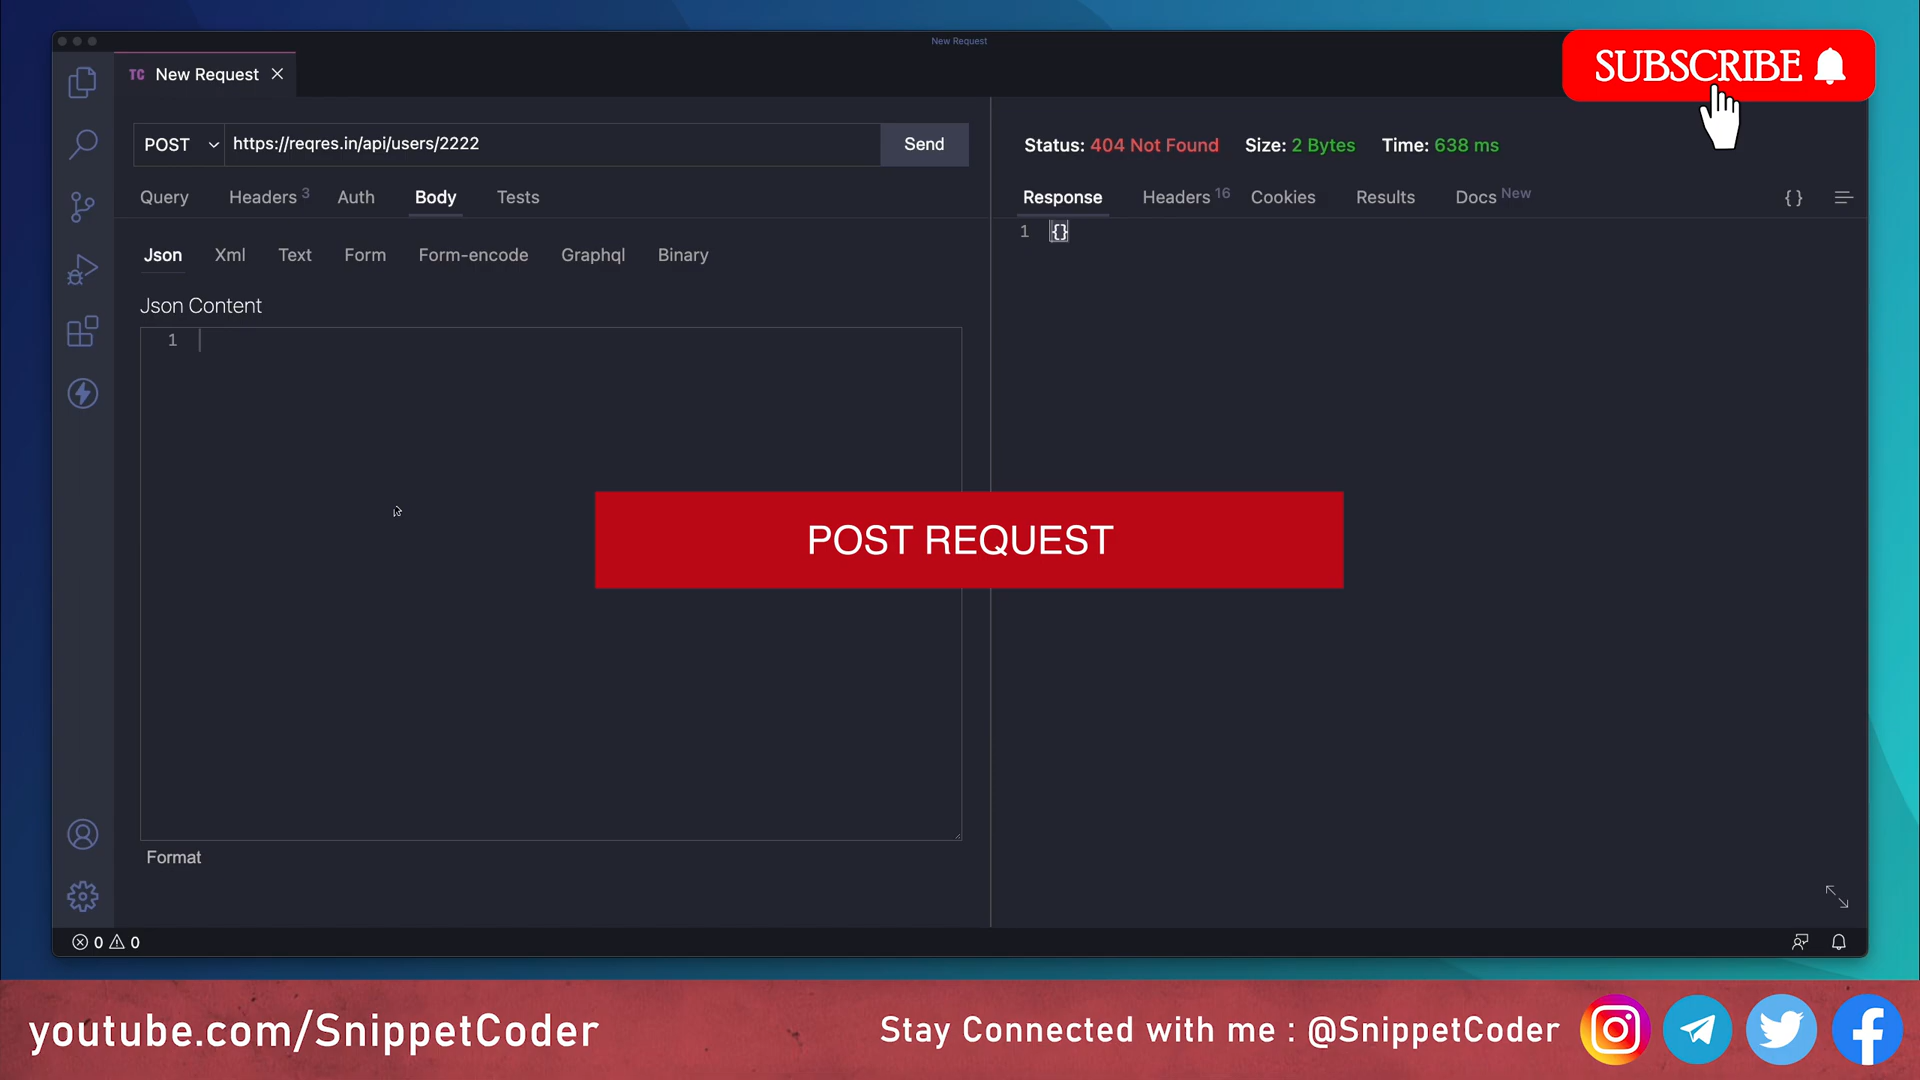 New Request
TC New Request
SUBSCRIBE
POST https://reqres.in/api/users/2222 Send
Status: 404 Not Found Size: 2 Bytes Time: 638 ms
Query Headers 3 Auth Body Tests
Response Headers 16 Cookies Results Docs New {}
1 {}
Json Xml Text Form Form-encode Graphql Binary
Json Content
1
POST REQUEST
Format
0 0
youtube.com/SnippetCoder
Stay Connected with me : @SnippetCoder